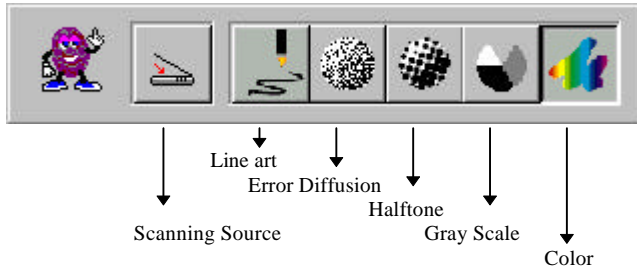 Line art
Error Diffusion
Halftone
Scanning Source
Gray Scale
Color